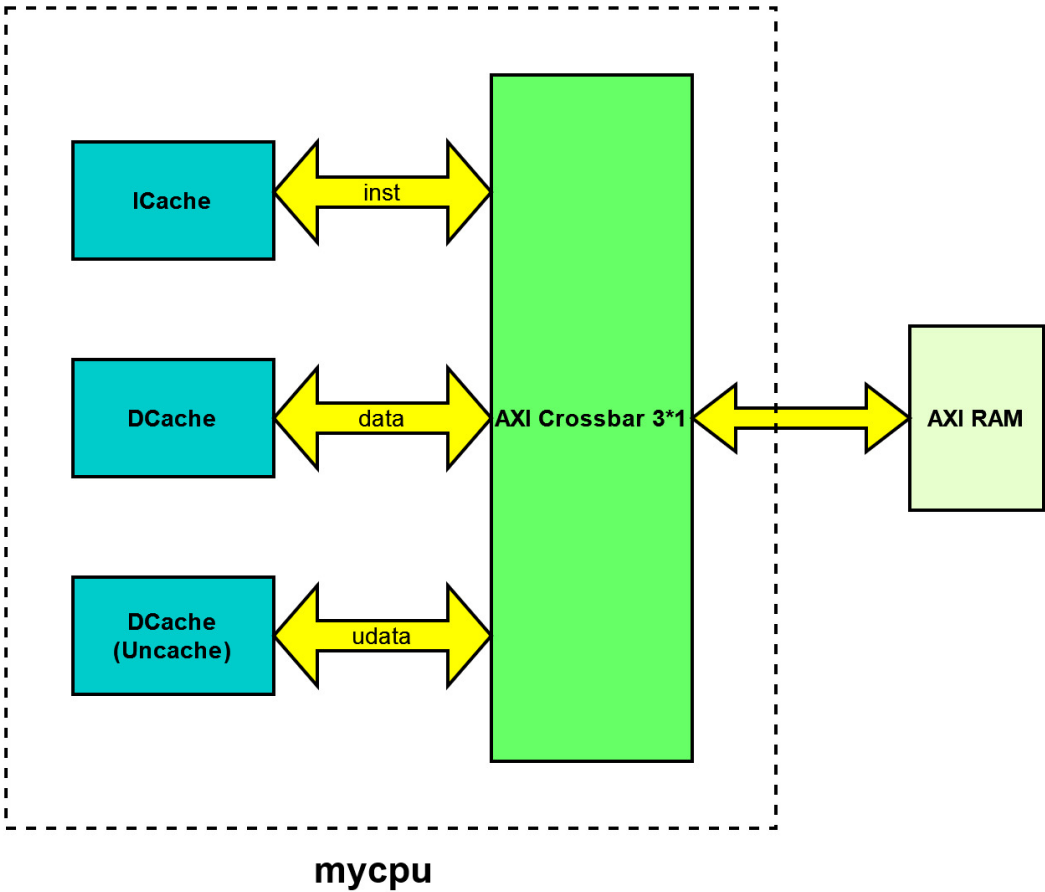 ICache
inst
DCache
data
AXI Crossbar 3*1
AXI RAM
DCache
(Uncache)
udata
mycpu